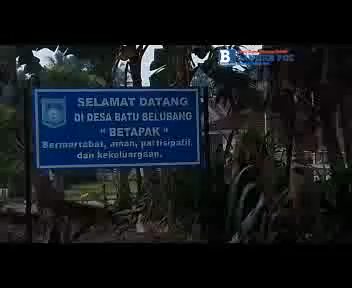 SELAMAT DATANG
DI DESA BATU BELUBANG
" BETAPAK "
Bermartabat, aman, partisipatif
dan kekeluargaan.